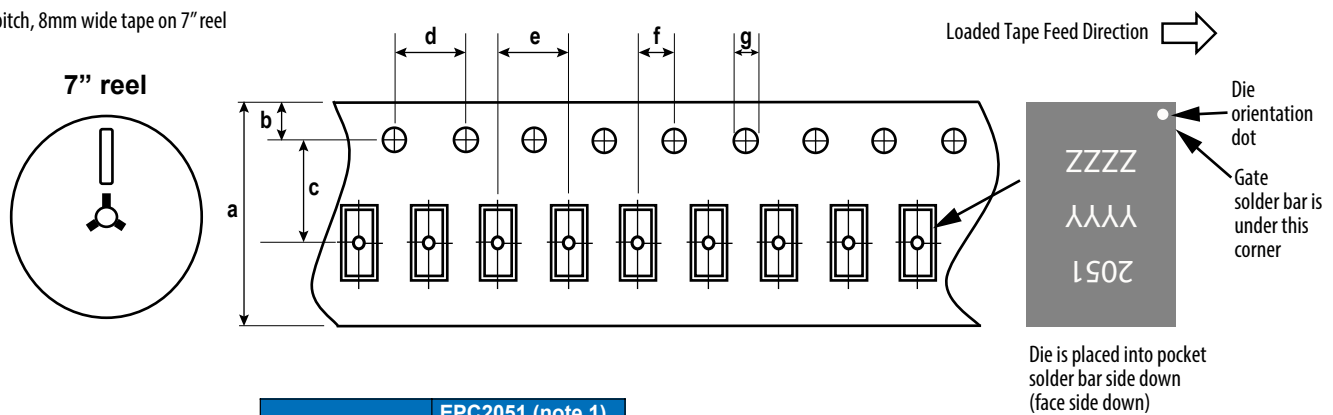 pitch, 8mm wide tape on 7” reel
7” reel
a
b
c
d
e
f
g
Loaded Tape Feed Direction
2051
YYYY
ZZZZ
Die
orientation
dot
Gate
solder bar is
under this
corner
Die is placed into pocket
solder bar side down
(face side down)
EPC2051 (note 1)